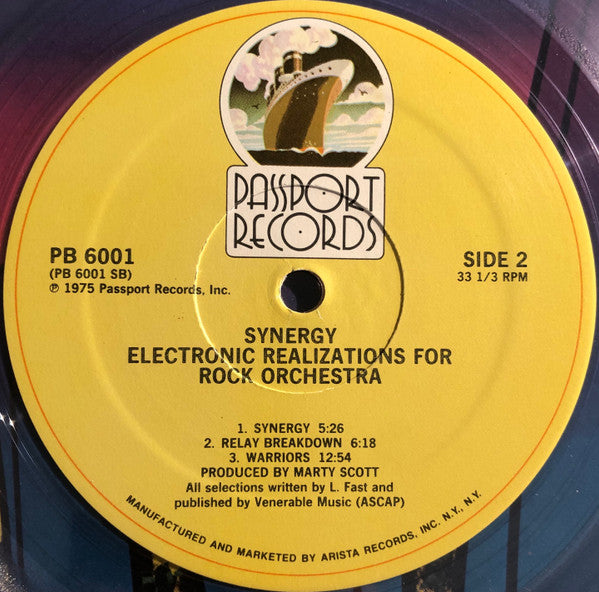 PASSPORT
RECORDS
PB 6001
(PB 6001 SB)
℗ 1975 Passport Records, Inc.
SIDE 2
33 1/3 RPM
SYNERGY
ELECTRONIC REALIZATIONS FOR
ROCK ORCHESTRA
1. SYNERGY 5:26
2. RELAY BREAKDOWN 6:18
3. WARRIORS 12:54
PRODUCED BY MARTY SCOTT
All selections written by L. Fast and
published by Venerable Music (ASCAP)
MANUFACTURED AND MARKETED BY ARISTA RECORDS, INC. N.Y., N.Y.